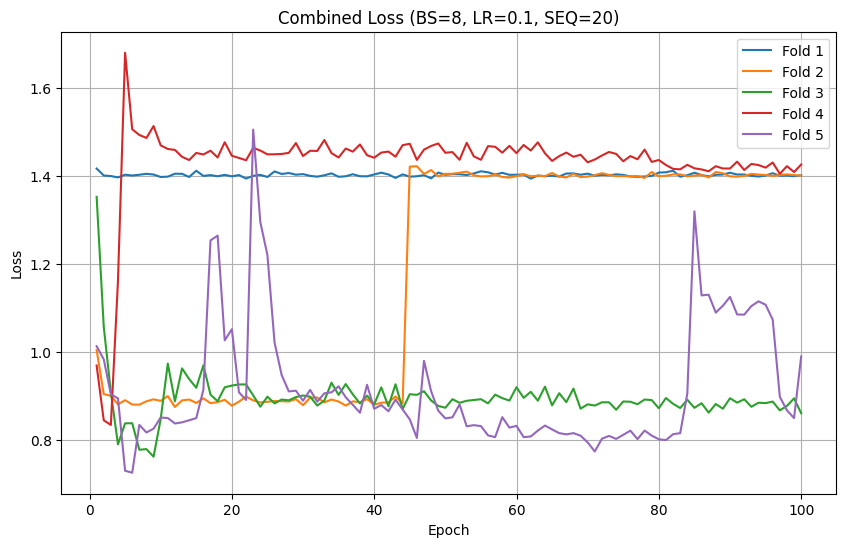 Combined Loss (BS=8, LR=0.1, SEQ=20)
Fold 1
Fold 2
Fold 3
Fold 4
Fold 5
1.6
1.4
1.2
1.0
0.8
Loss
0
20
40
60
80
100
Epoch